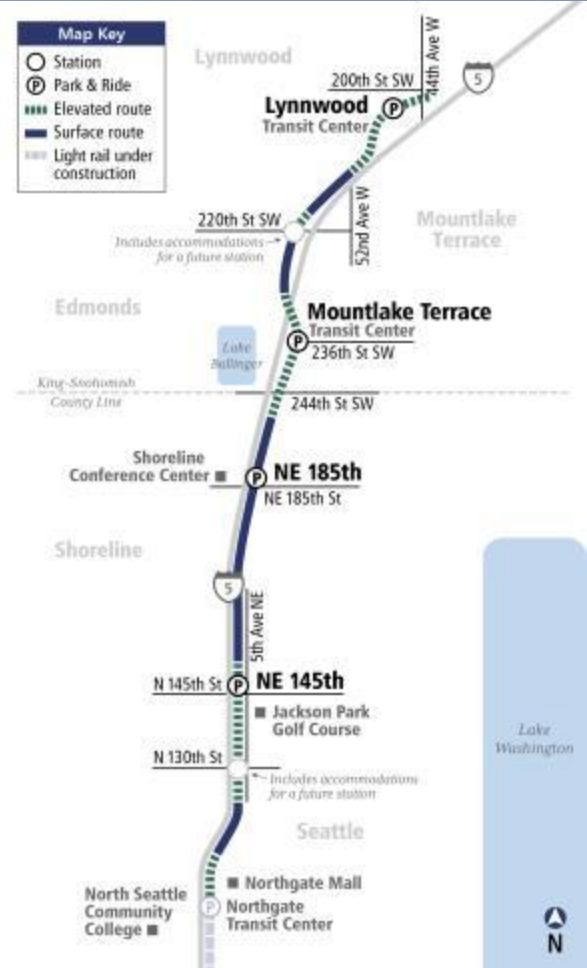 Map Key
Station
P Park & Ride
Elevated route
Surface route
Light rail under
construction
Lynnwood
44th Ave W
5
200th St SW
Lynnwood
P
Transit Center
220th St SW
52nd Ave W
Includes accommodations
for a future station
Mountlake
Terrace
Edmonds
Mountlake Terrace
Transit Center
P
236th St SW
Lake
Ballinger
King-Snohomish
County Line
244th St SW
Shoreline
Conference Center
P
NE 185th
NE 185th St
Shoreline
5
5th Ave NE
N 145th St
P
NE 145th
Jackson Park
Golf Course
N 130th St
Includes accommodations
for a future station
Lake
Washington
Seattle
Northgate Mall
North Seattle
Community
College
P
Northgate
Transit Center
N